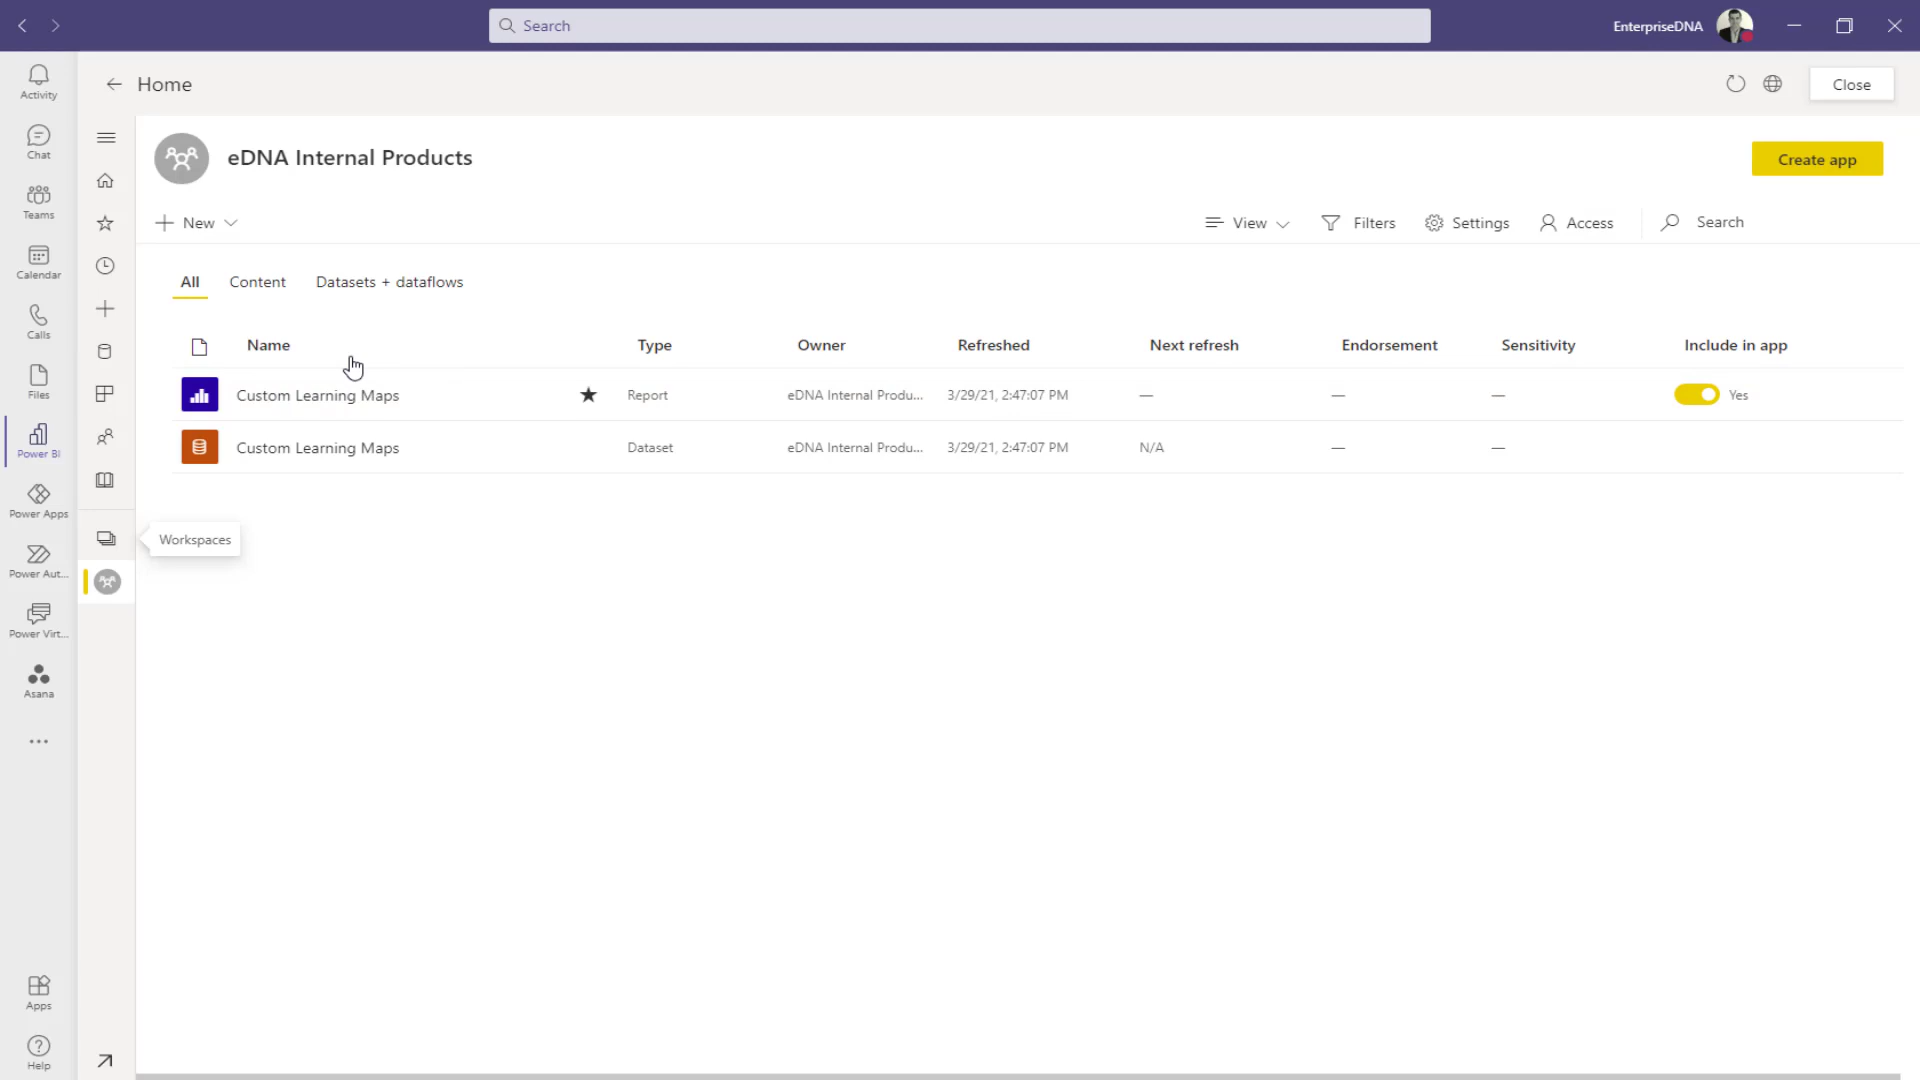 Search
EnterpriseDNA
Activity
Chat
Teams
Calendar
Calls
Files
Power BI
Power Apps
Power Aut...
Power Virt...
Asana
Apps
Help
Home
Close
eDNA Internal Products
Create app
New
View
Filters
Settings
Access
Search
All Content Datasets + dataflows
Name Type Owner Refreshed Next refresh Endorsement Sensitivity Include in app
Custom Learning Maps ★ Report eDNA Internal Produ... 3/29/21, 2:47:07 PM — — — Yes
Custom Learning Maps Dataset eDNA Internal Produ... 3/29/21, 2:47:07 PM N/A — —
Workspaces